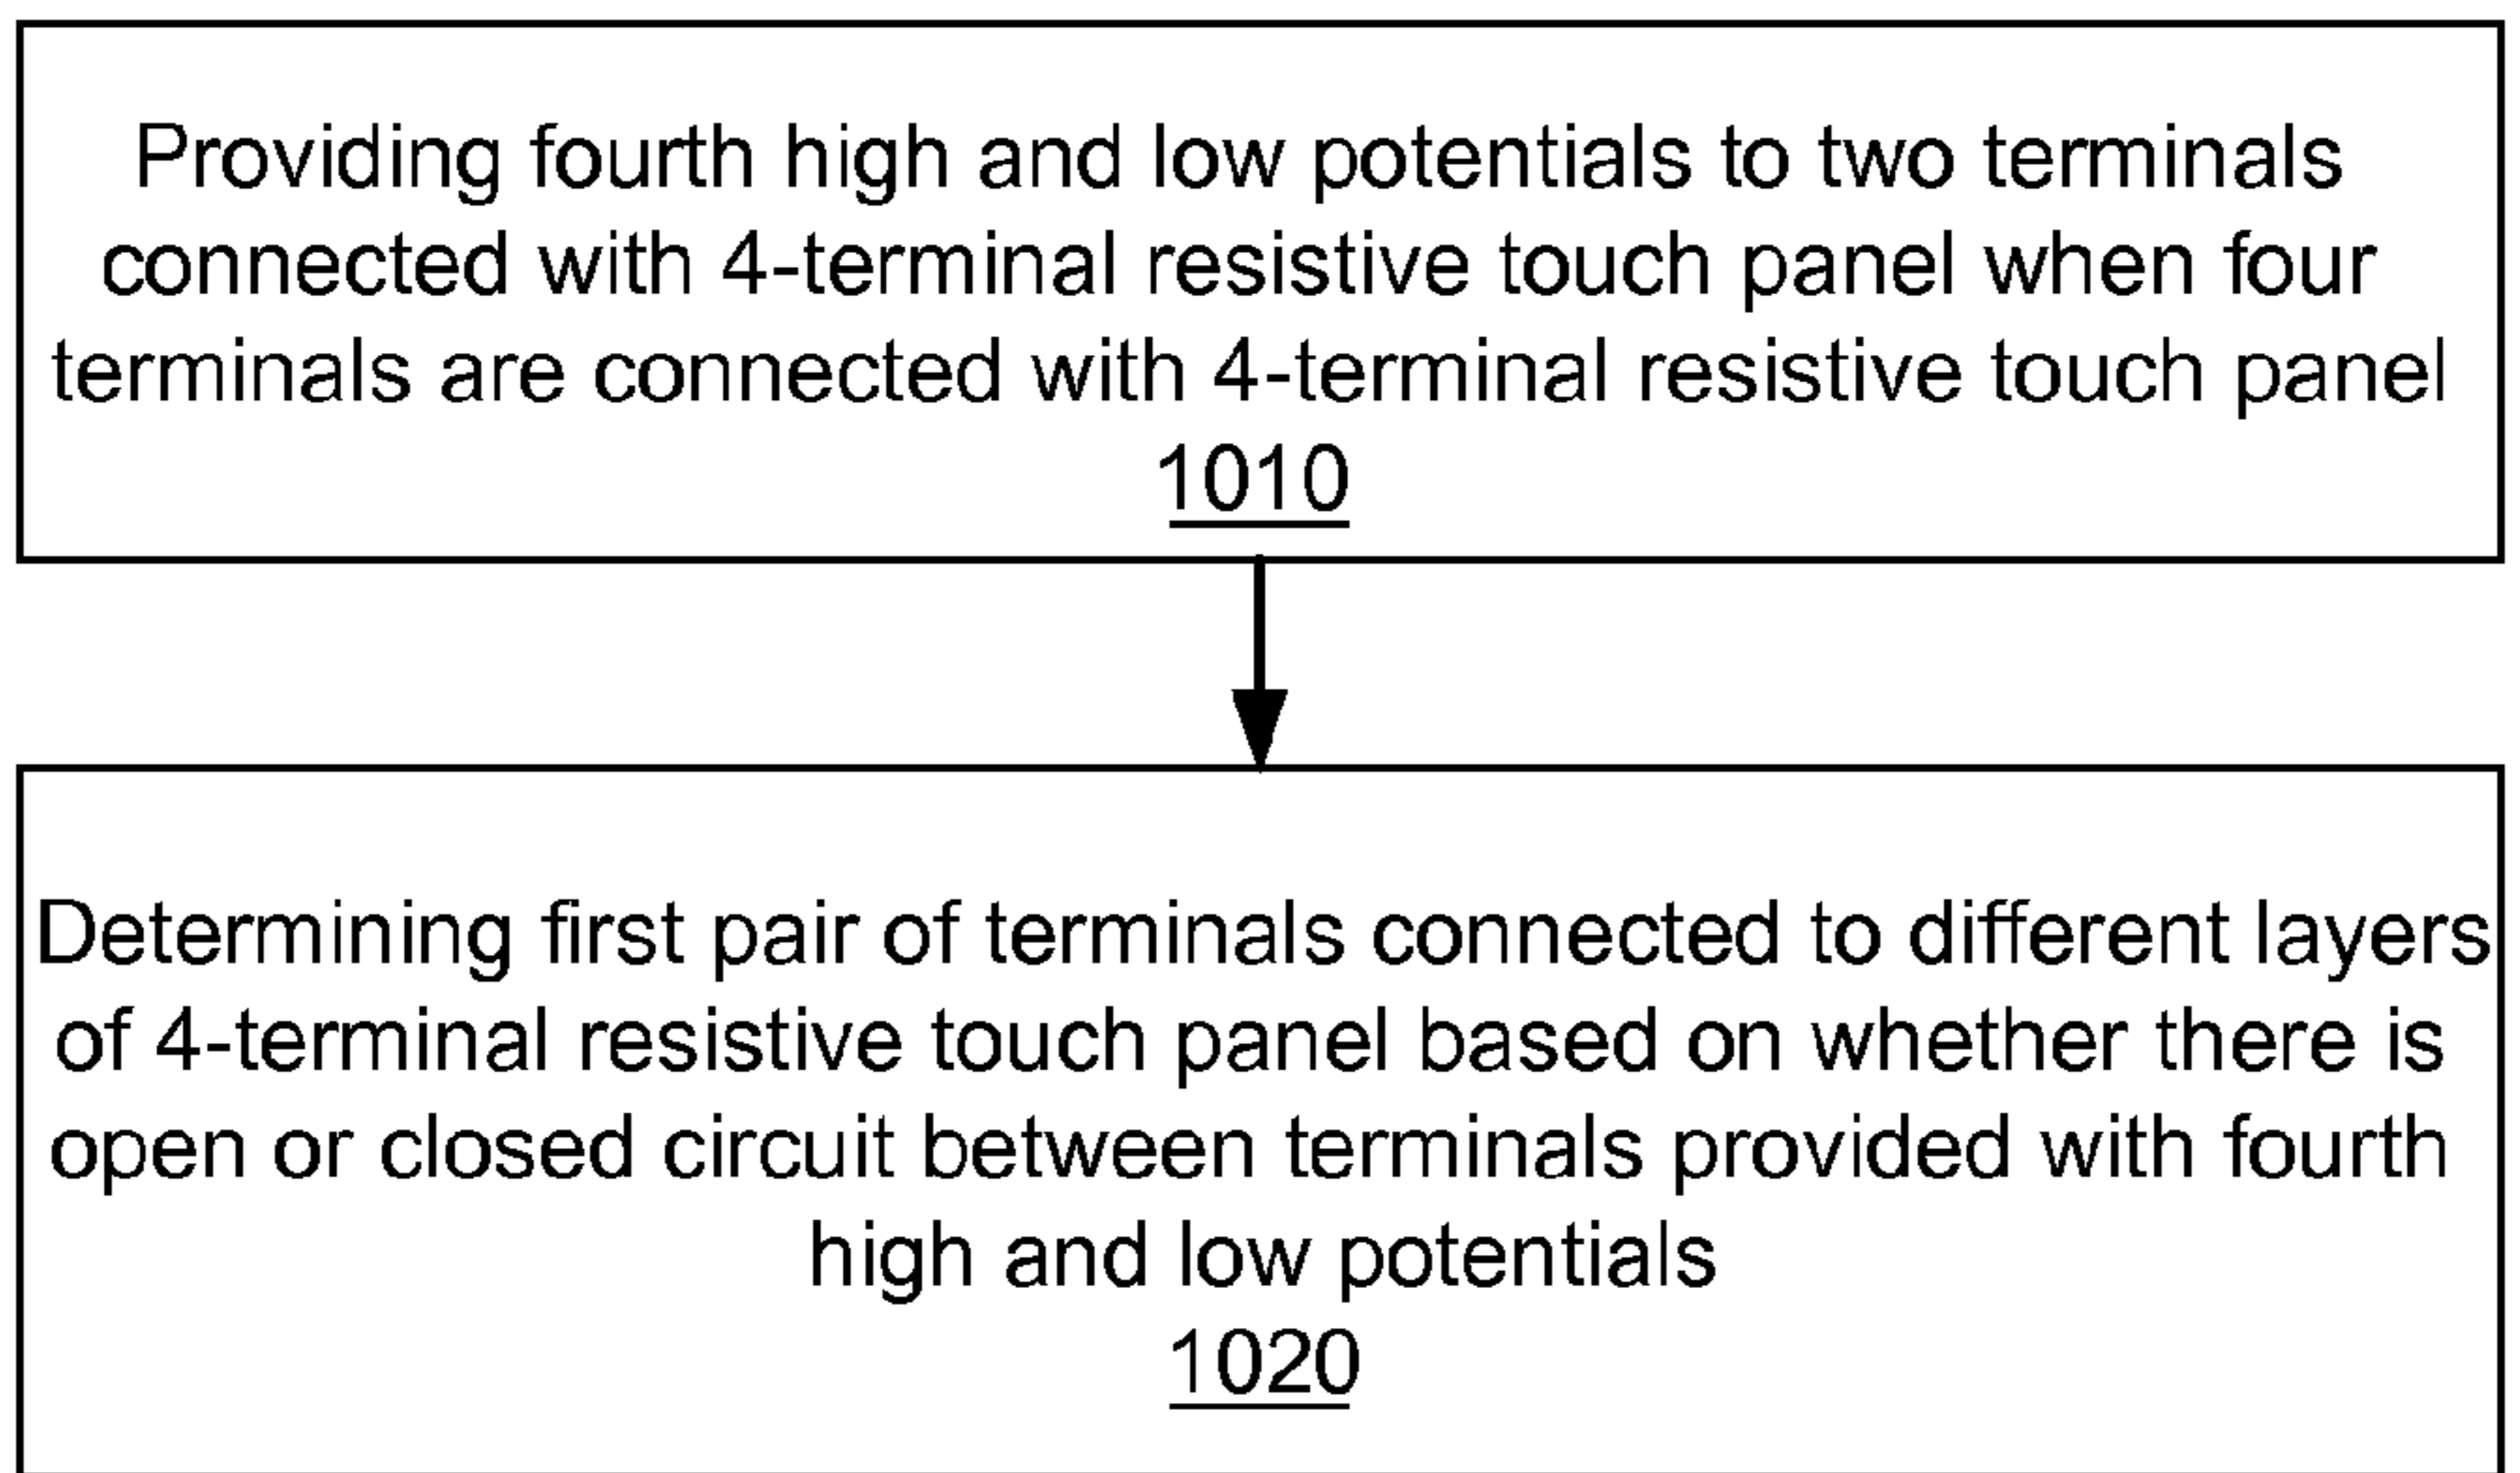 Providing fourth high and low potentials to two terminals
connected with 4-terminal resistive touch panel when four
terminals are connected with 4-terminal resistive touch panel
1010
Determining first pair of terminals connected to different layers
of 4-terminal resistive touch panel based on whether there is
open or closed circuit between terminals provided with fourth
high and low potentials
1020